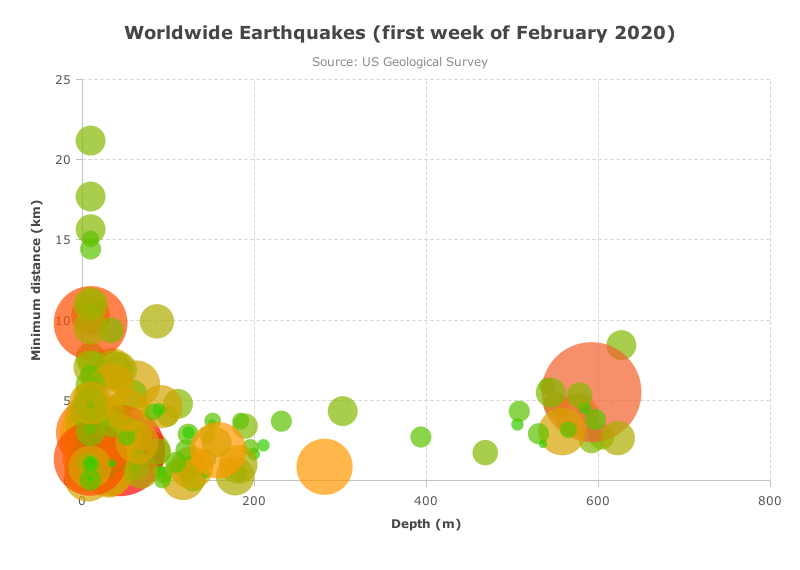 Worldwide Earthquakes (first week of February 2020)
Source: US Geological Survey
25
20
15
10
5
0
200
400
600
800
Minimum distance (km)
Depth (m)